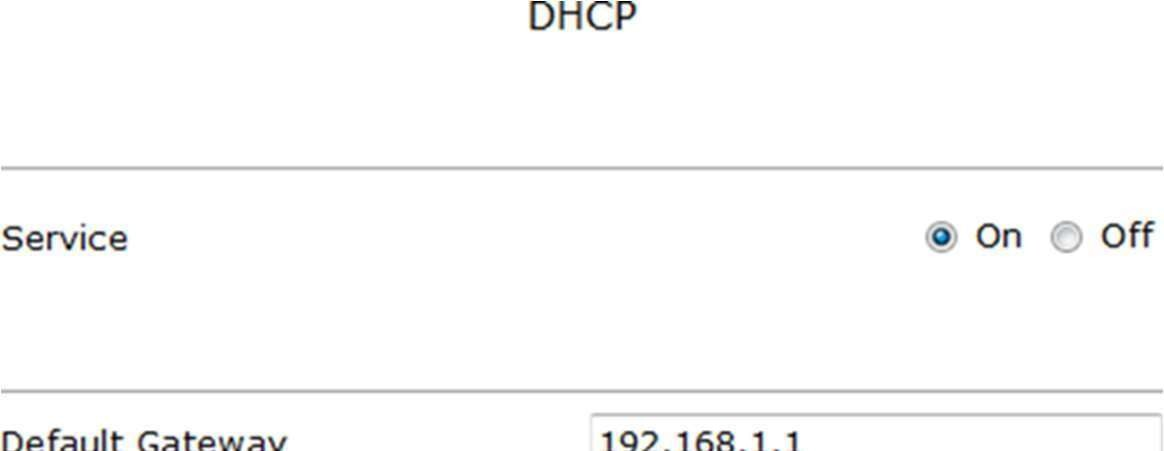 DHCP
Service On Off
Default Gateway 192.168.1.1